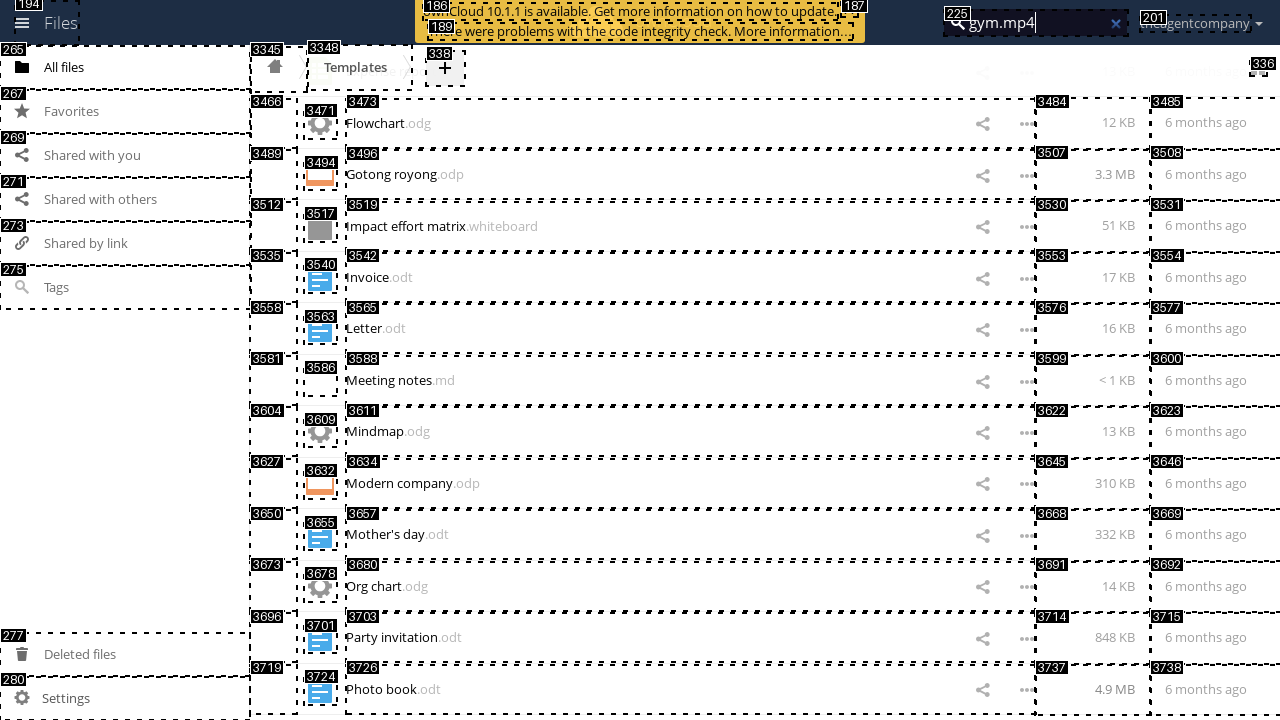 194
Files
186
ownCloud 10.1.1 is available. Get more information on how to update.
187
189
There were problems with the code integrity check. More information…
225
gym.mp4
×
201
theagentcompany
265
All files
267
Favorites
269
Shared with you
271
Shared with others
273
Shared by link
275
Tags
277
Deleted files
280
Settings
3345
3348
Templates
338
+
336
3466 3471 3473 Flowchart.odg 3484 12 KB 3485 6 months ago
3489 3494 3496 Gotong royong.odp 3507 3.3 MB 3508 6 months ago
3512 3517 3519 Impact effort matrix.whiteboard 3530 51 KB 3531 6 months ago
3535 3540 3542 Invoice.odt 3553 17 KB 3554 6 months ago
3558 3563 3565 Letter.odt 3576 16 KB 3577 6 months ago
3581 3586 3588 Meeting notes.md 3599 < 1 KB 3600 6 months ago
3604 3609 3611 Mindmap.odg 3622 13 KB 3623 6 months ago
3627 3632 3634 Modern company.odp 3645 310 KB 3646 6 months ago
3650 3655 3657 Mother's day.odt 3668 332 KB 3669 6 months ago
3673 3678 3680 Org chart.odg 3691 14 KB 3692 6 months ago
3696 3701 3703 Party invitation.odt 3714 848 KB 3715 6 months ago
3719 3724 3726 Photo book.odt 3737 4.9 MB 3738 6 months ago